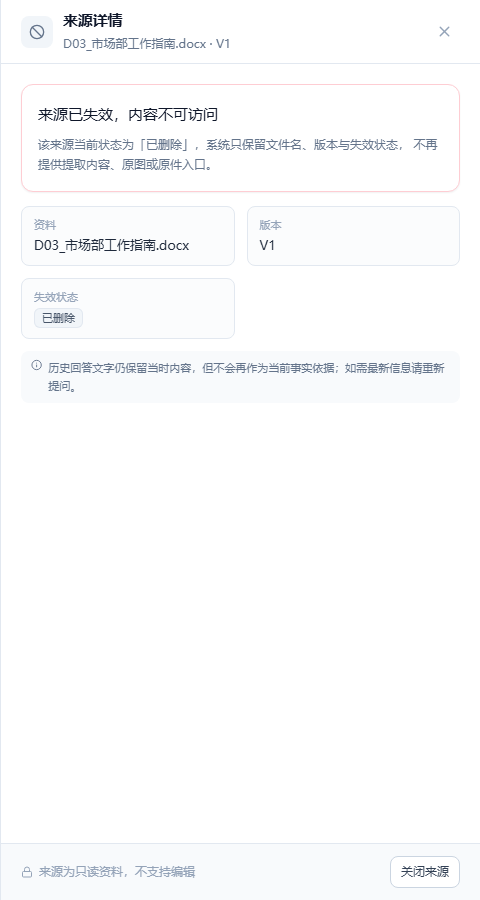 来源详情
D03_市场部工作指南.docx · V1
来源已失效，内容不可访问
该来源当前状态为「已删除」，系统只保留文件名、版本与失效状态， 不再
提供提取内容、原图或原件入口。
资料
D03_市场部工作指南.docx
版本
V1
失效状态
已删除
历史回答文字仍保留当时内容，但不会再作为当前事实依据；如需最新信息请重新
提问。
来源为只读资料，不支持编辑
关闭来源